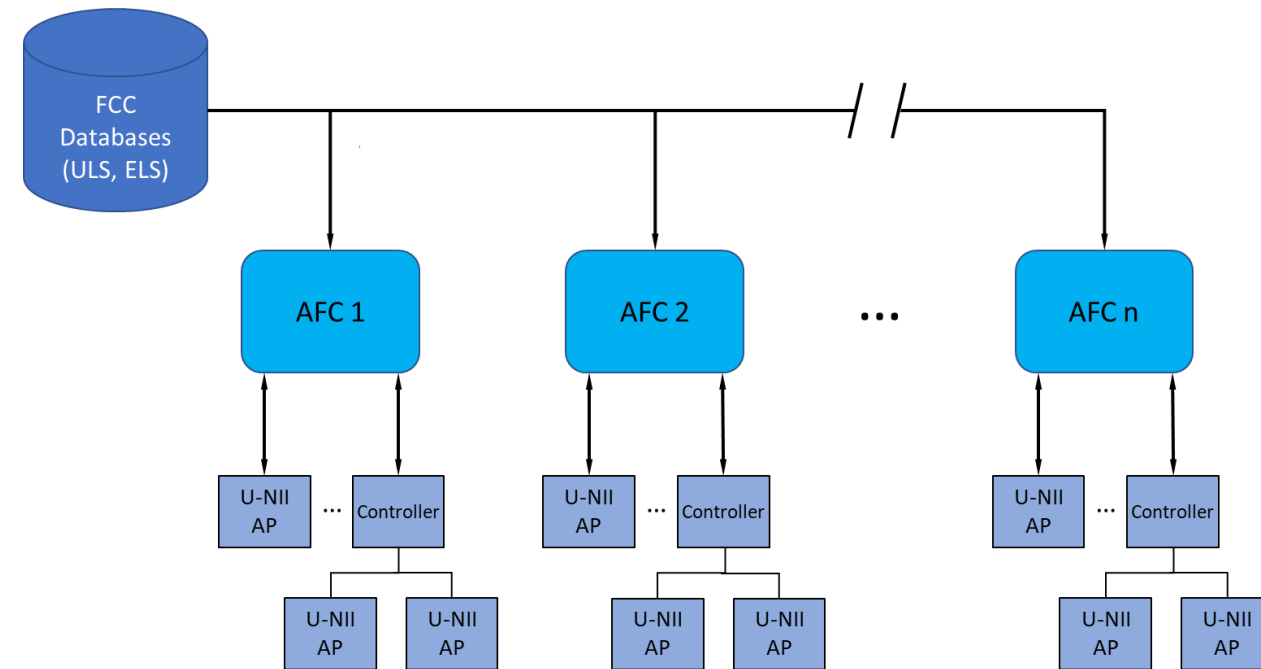 FCC
Databases
(ULS, ELS)
AFC 1
AFC 2
...
AFC n
U-NII
AP
...
Controller
U-NII
AP
...
Controller
U-NII
AP
...
Controller
U-NII
AP
U-NII
AP
U-NII
AP
U-NII
AP
U-NII
AP
U-NII
AP